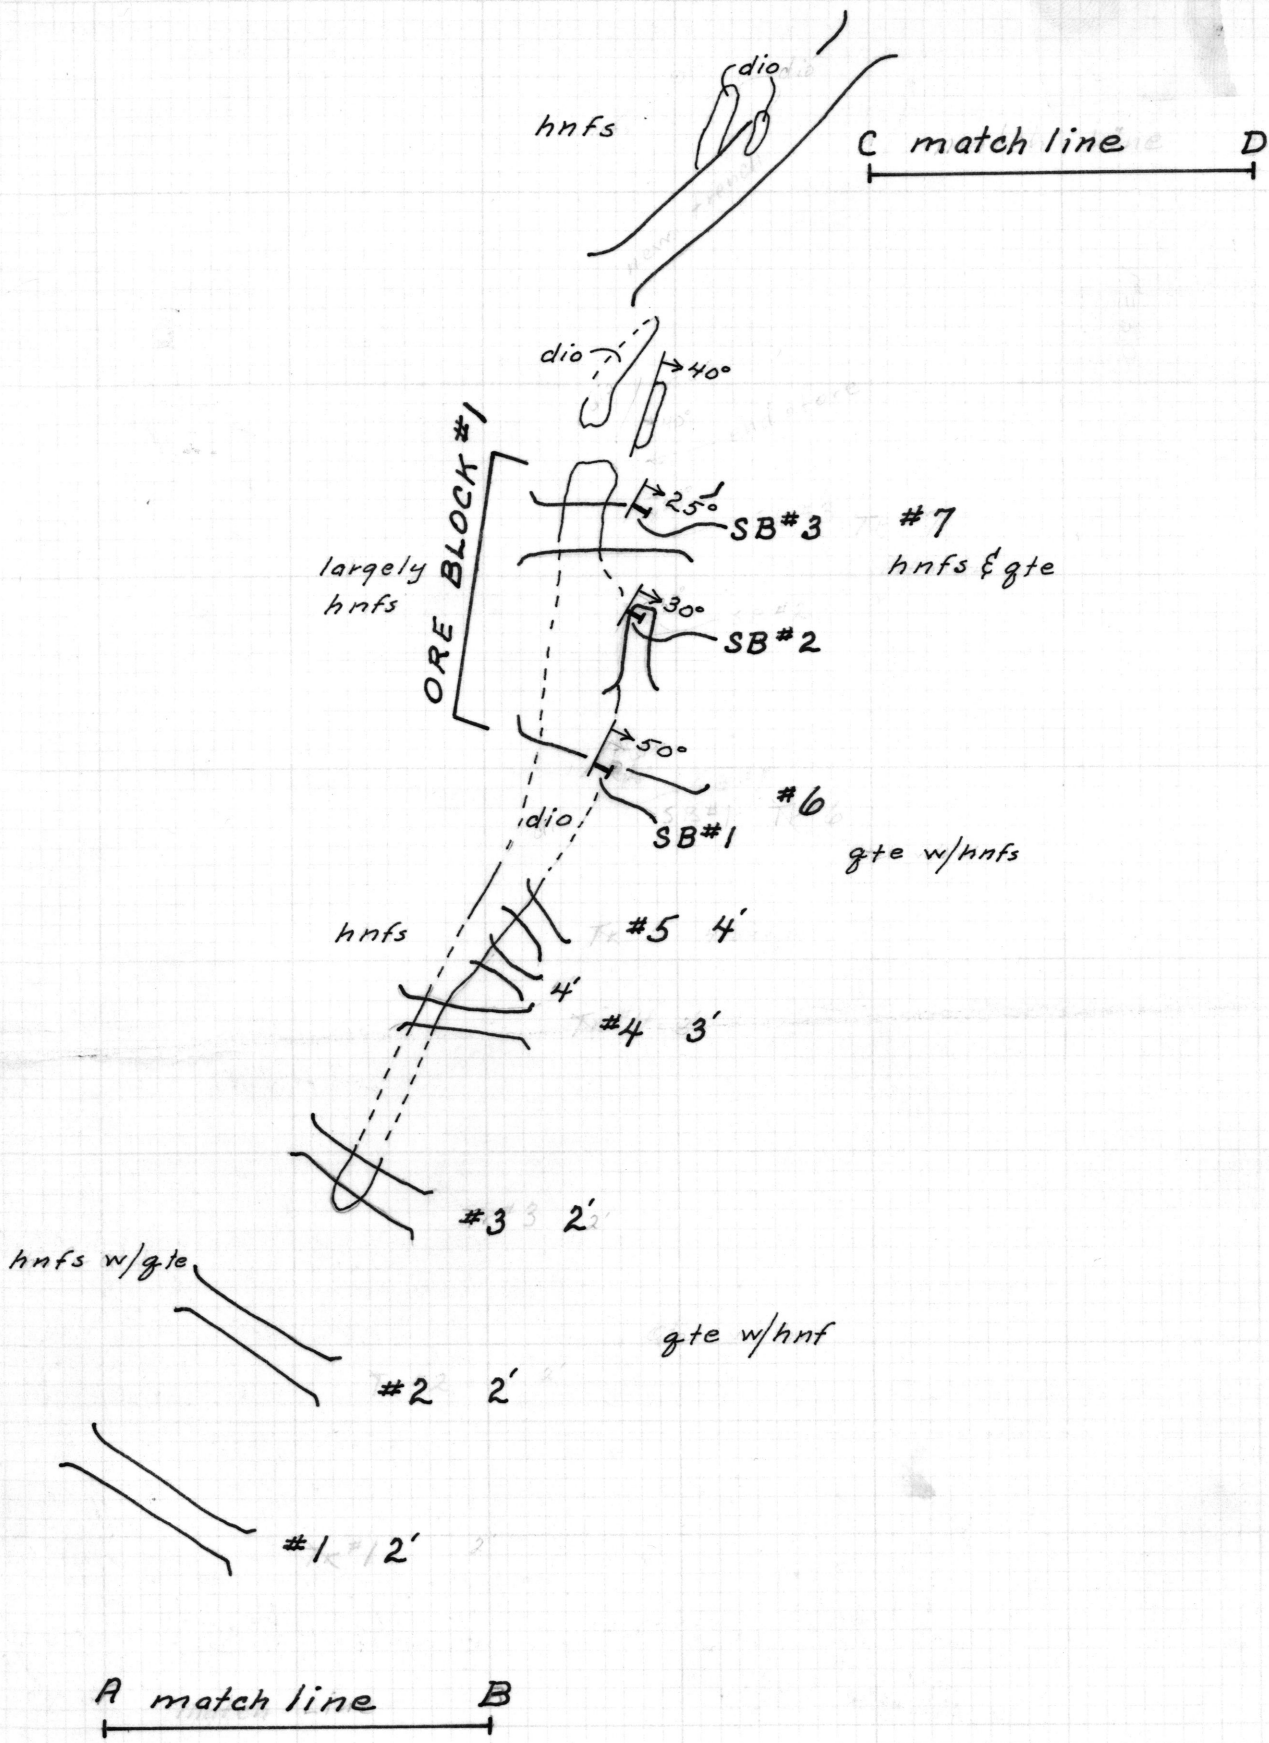 dio
hnfs
C match line D
dio
40°
ORE BLOCK #1
25°
SB#3 #7
largely
hnfs
hnfs & qte
30°
SB#2
50°
#6
dio
SB#1
qte w/hnfs
hnfs
#5 4'
4'
#4 3'
#3 2'
hnfs w/qte
qte w/hnf
#2 2'
#1 2'
A match line B